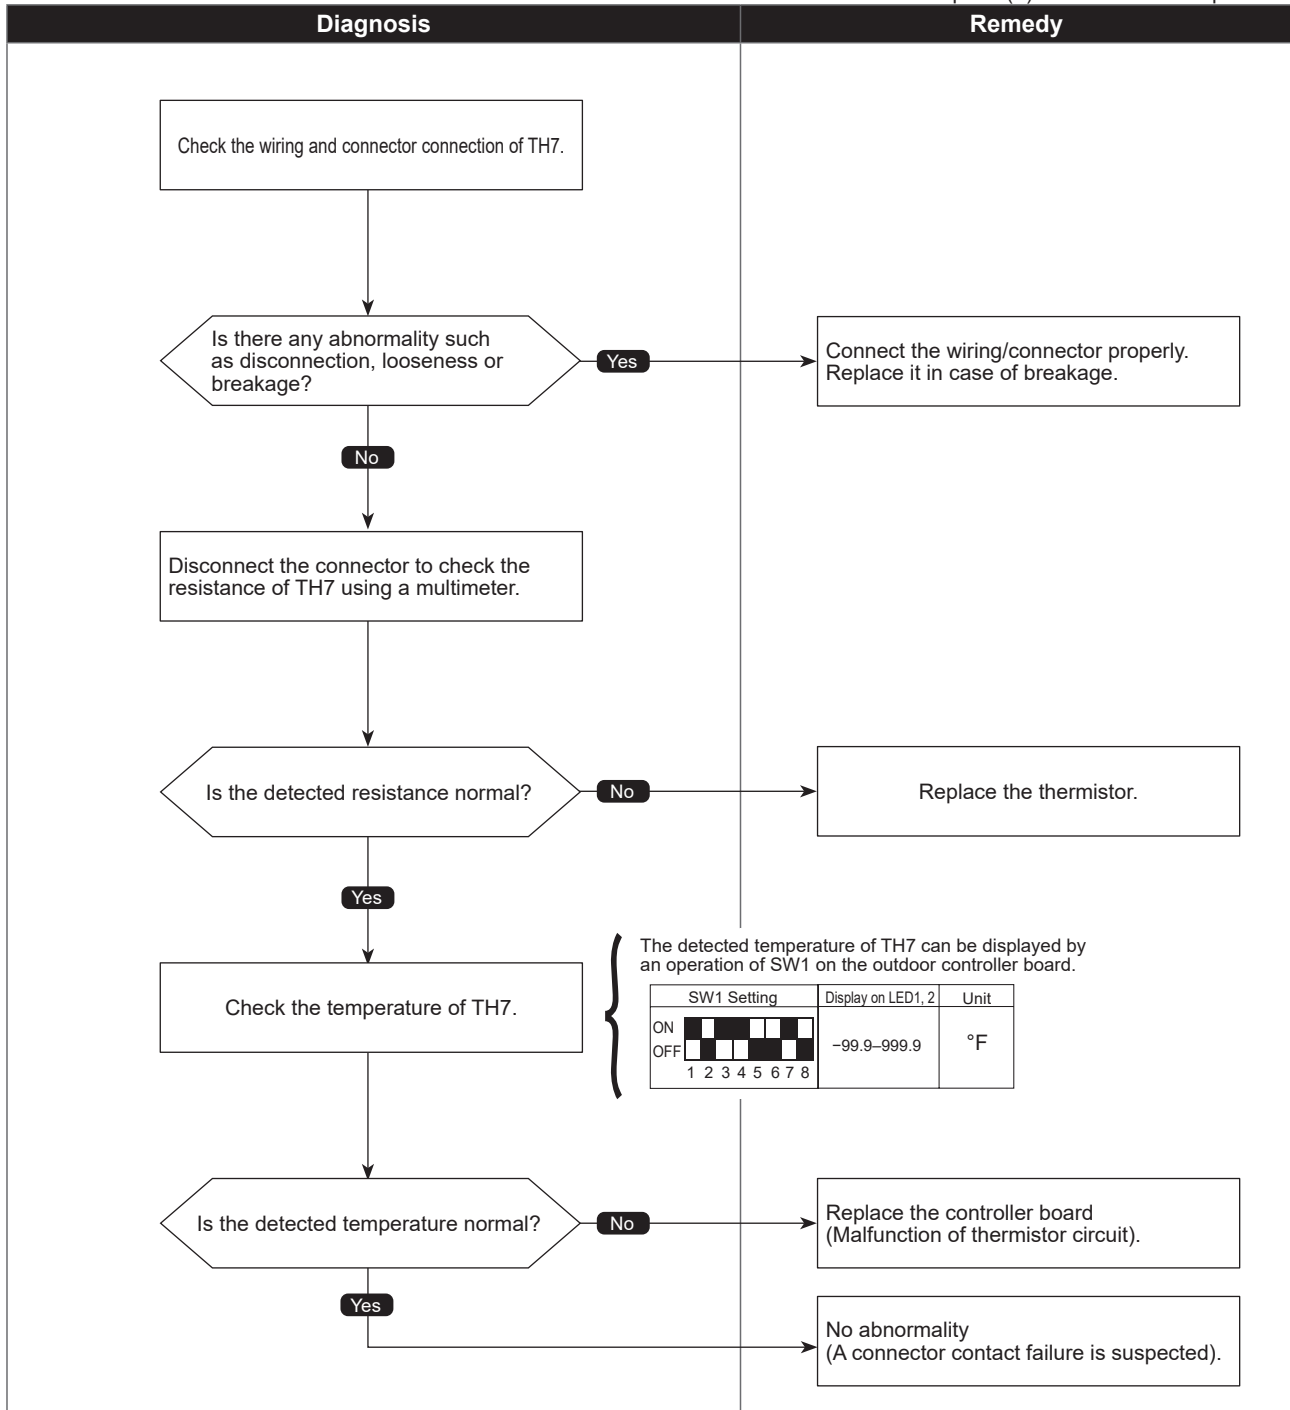 Diagnosis
Remedy
Check the wiring and connector connection of TH7.
Is there any abnormality such
as disconnection, looseness or
breakage?
Yes
Connect the wiring/connector properly.
Replace it in case of breakage.
No
Disconnect the connector to check the
resistance of TH7 using a multimeter.
Is the detected resistance normal?
No
Replace the thermistor.
Yes
The detected temperature of TH7 can be displayed by
an operation of SW1 on the outdoor controller board.
Check the temperature of TH7.
SW1 Setting
Display on LED1, 2
Unit
ON
OFF
1 2 3 4 5 6 7 8
−99.9–999.9
°F
Is the detected temperature normal?
No
Replace the controller board
(Malfunction of thermistor circuit).
Yes
No abnormality
(A connector contact failure is suspected).